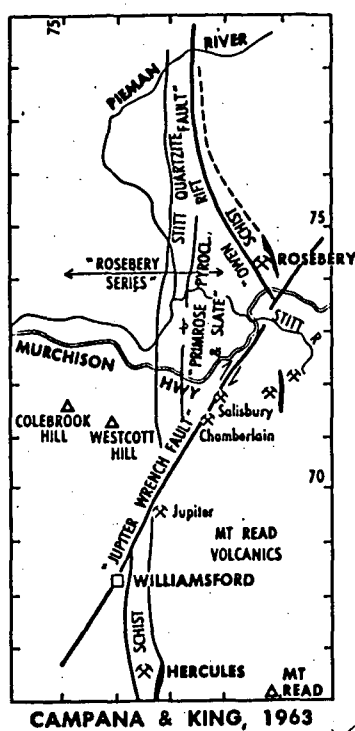 75
RIVER
PIEMAN
STITT QUARTZITE
FAULT"
RIFT
SCHIST
75
"OWEN
ROSEBERY
"ROSEBERY
SERIES"
PYROCL.
"PRIMROSE
& SLATE"
STITT R
MURCHISON
HWY
Salisbury
Chamberlain
COLEBROOK
HILL
WESTCOTT
HILL
"JUPITER WRENCH FAULT"
70
Jupiter
MT READ
VOLCANICS
WILLIAMSFORD
SCHIST
HERCULES
MT
READ
CAMPANA & KING, 1963